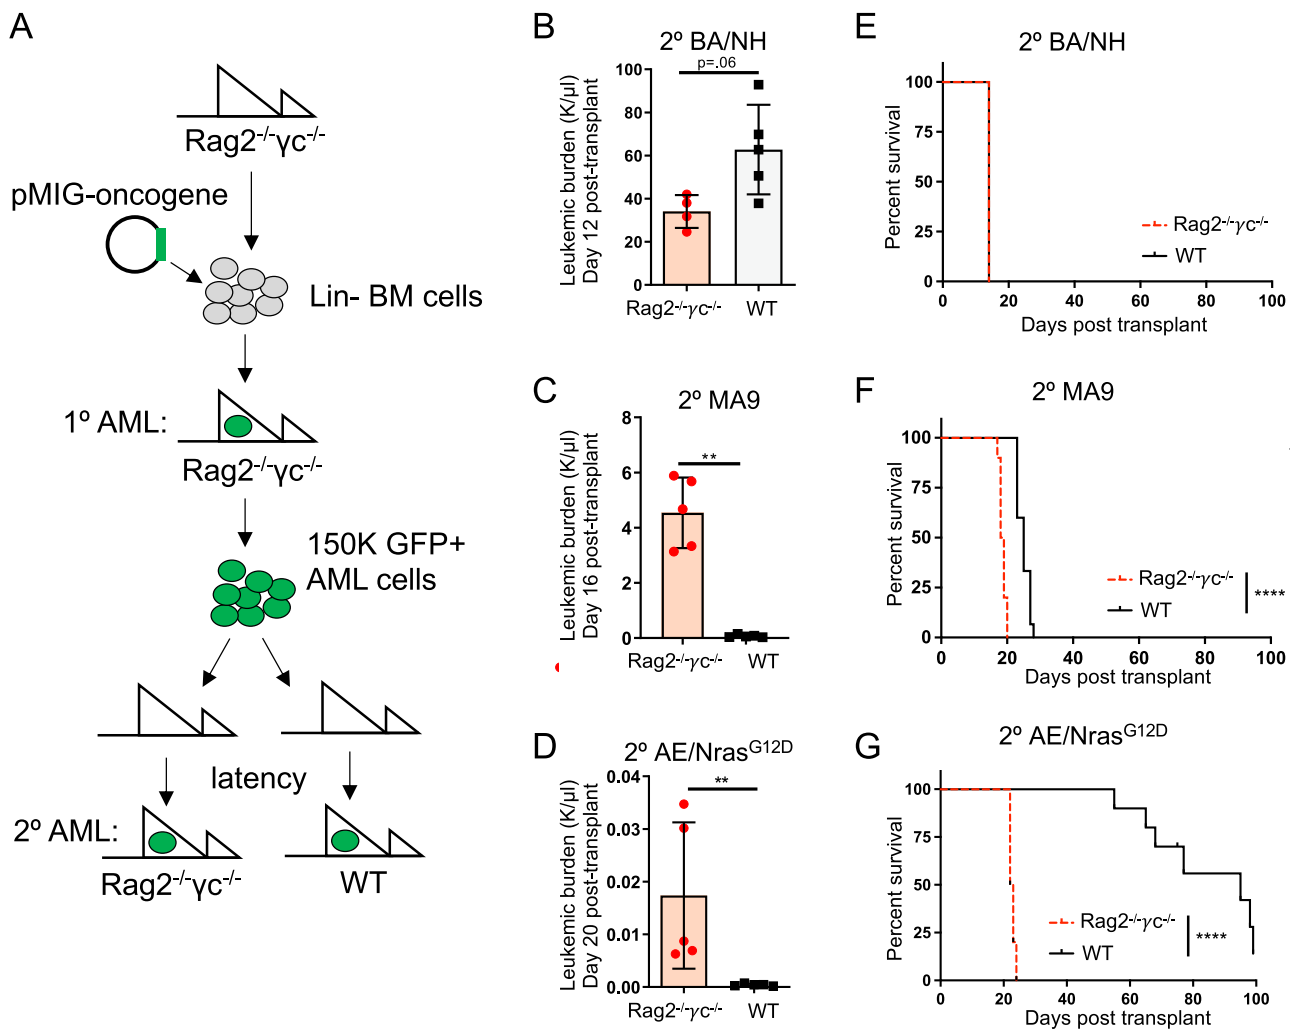 A
Rag2⁻/⁻γc⁻/⁻
pMIG-oncogene
Lin- BM cells
1º AML:
Rag2⁻/⁻γc⁻/⁻
150K GFP+
AML cells
latency
2º AML:
Rag2⁻/⁻γc⁻/⁻
WT
B
2º BA/NH
p=.06
Leukemic burden (K/µl)
Day 12 post-transplant
100
80
60
40
20
0
Rag2⁻/⁻γc⁻/⁻
WT
C
2º MA9
**
Leukemic burden (K/µl)
Day 16 post-transplant
8
6
4
2
0
Rag2⁻/⁻γc⁻/⁻
WT
D
2º AE/Nrasᴳ¹²ᴰ
**
Leukemic burden (K/µl)
Day 20 post-transplant
0.04
0.03
0.02
0.01
0.00
Rag2⁻/⁻γc⁻/⁻
WT
E
2º BA/NH
Percent survival
100
75
50
25
0
Rag2⁻/⁻γc⁻/⁻
WT
0 20 40 60 80 100
Days post transplant
F
2º MA9
Percent survival
100
75
50
25
0
Rag2⁻/⁻γc⁻/⁻
WT
****
0 20 40 60 80 100
Days post transplant
G
2º AE/Nrasᴳ¹²ᴰ
Percent survival
100
75
50
25
0
Rag2⁻/⁻γc⁻/⁻
WT
****
0 20 40 60 80 100
Days post transplant